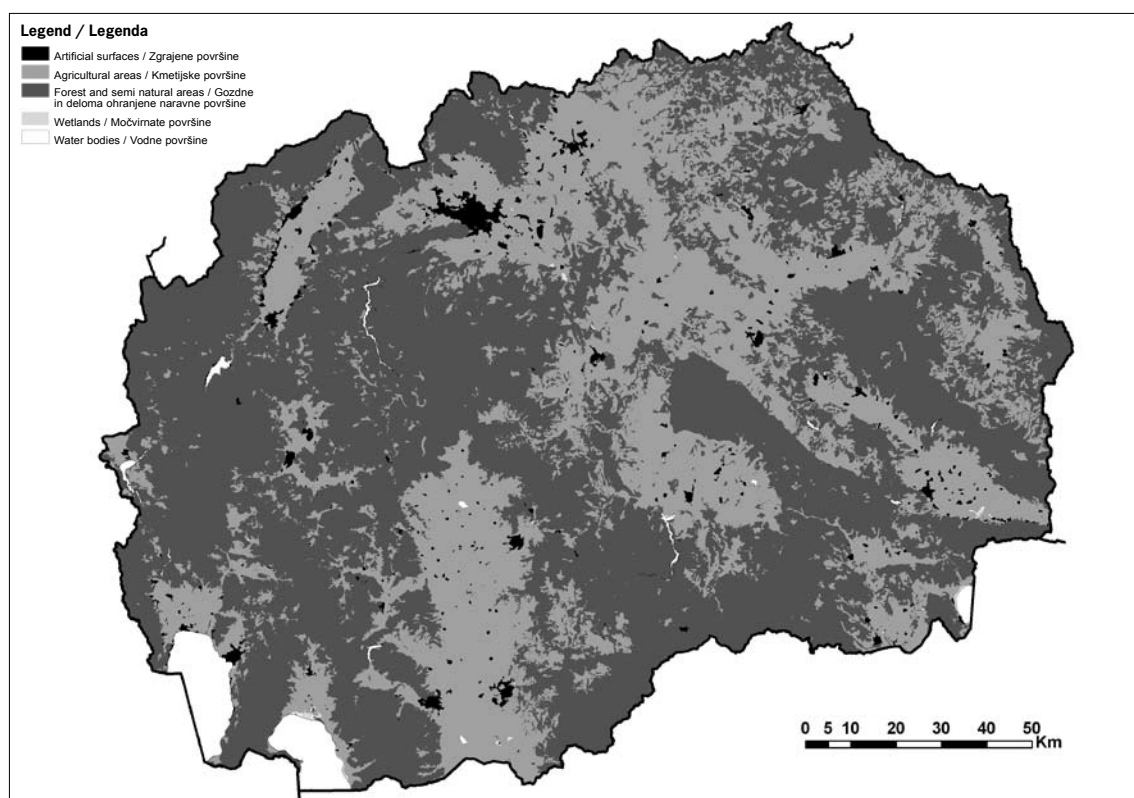 Legend / Legenda
Artificial surfaces / Zgrajene površine
Agricultural areas / Kmetijske površine
Forest and semi natural areas / Gozdne
in deloma ohranjene naravne površine
Wetlands / Močvirnate površine
Water bodies / Vodne površine
0 5 10 20 30 40 50
Km